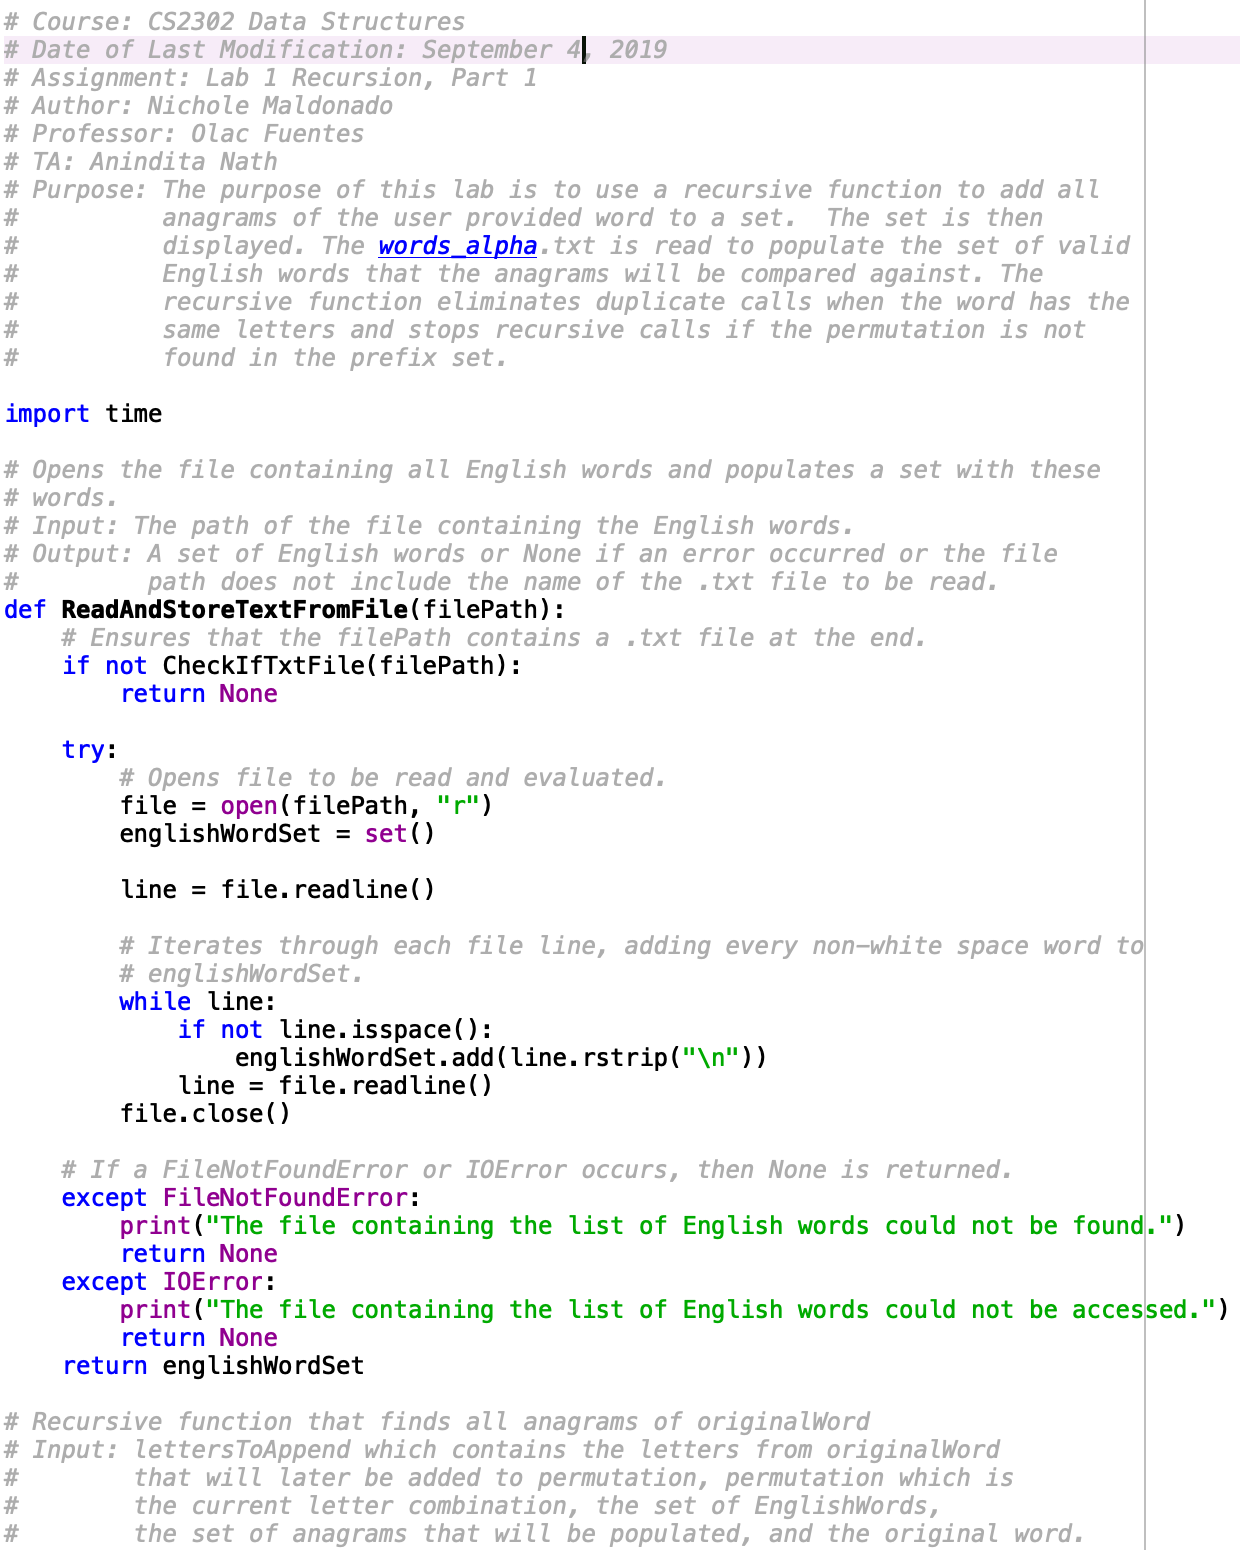 # Course: CS2302 Data Structures
# Date of Last Modification: September 4, 2019
# Assignment: Lab 1 Recursion, Part 1
# Author: Nichole Maldonado
# Professor: Olac Fuentes
# TA: Anindita Nath
# Purpose: The purpose of this lab is to use a recursive function to add all
#          anagrams of the user provided word to a set.  The set is then
#          displayed. The words_alpha.txt is read to populate the set of valid
#          English words that the anagrams will be compared against. The
#          recursive function eliminates duplicate calls when the word has the
#          same letters and stops recursive calls if the permutation is not
#          found in the prefix set.

import time

# Opens the file containing all English words and populates a set with these
# words.
# Input: The path of the file containing the English words.
# Output: A set of English words or None if an error occurred or the file
#         path does not include the name of the .txt file to be read.
def ReadAndStoreTextFromFile(filePath):
    # Ensures that the filePath contains a .txt file at the end.
    if not CheckIfTxtFile(filePath):
        return None

    try:
        # Opens file to be read and evaluated.
        file = open(filePath, "r")
        englishWordSet = set()

        line = file.readline()

        # Iterates through each file line, adding every non-white space word to
        # englishWordSet.
        while line:
            if not line.isspace():
                englishWordSet.add(line.rstrip("\n"))
            line = file.readline()
        file.close()

    # If a FileNotFoundError or IOError occurs, then None is returned.
    except FileNotFoundError:
        print("The file containing the list of English words could not be found.")
        return None
    except IOError:
        print("The file containing the list of English words could not be accessed.")
        return None
    return englishWordSet

# Recursive function that finds all anagrams of originalWord
# Input: lettersToAppend which contains the letters from originalWord
#        that will later be added to permutation, permutation which is
#        the current letter combination, the set of EnglishWords,
#        the set of anagrams that will be populated, and the original word.